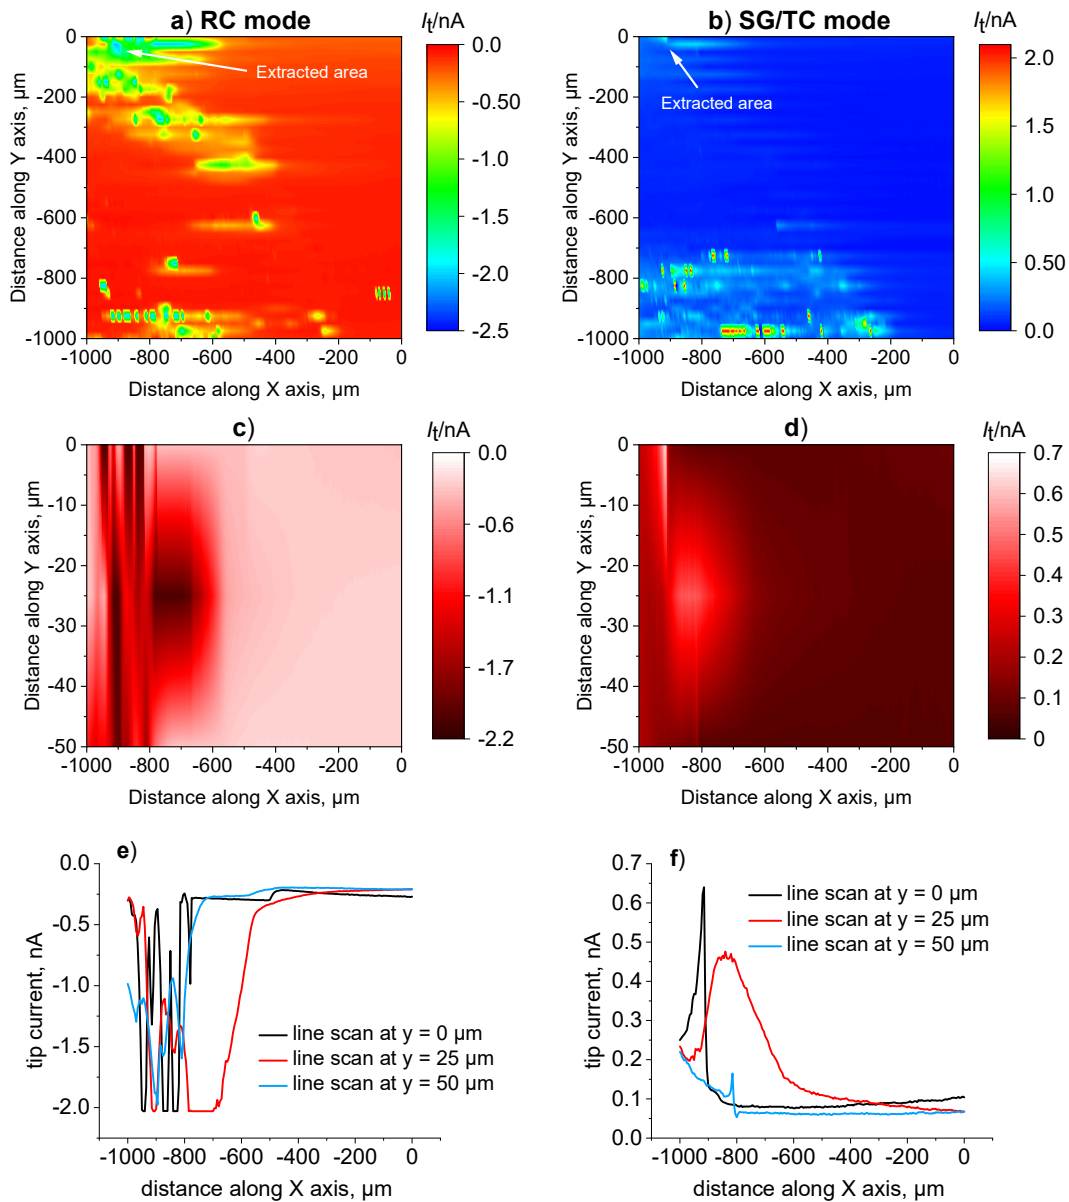 a) RC mode
It/nA
b) SG/TC mode
It/nA
Distance along Y axis, µm
0
-200
-400
-600
-800
-1000
Extracted area
0.0
-0.50
-1.0
-1.5
-2.0
-2.5
-1000 -800 -600 -400 -200 0
Distance along X axis, µm
Distance along Y axis, µm
0
-200
-400
-600
-800
-1000
Extracted area
2.0
1.5
1.0
0.50
0.0
-1000 -800 -600 -400 -200 0
Distance along X axis, µm
c)
It/nA
Distance along Y axis, µm
0
-10
-20
-30
-40
-50
0.0
-0.6
-1.1
-1.7
-2.2
-1000 -800 -600 -400 -200 0
Distance along X axis, µm
d)
It/nA
Distance along Y axis, µm
0
-10
-20
-30
-40
-50
0.7
0.6
0.5
0.4
0.3
0.2
0.1
0
-1000 -800 -600 -400 -200 0
Distance along X axis, µm
e)
tip current, nA
0.0
-0.5
-1.0
-1.5
-2.0
line scan at y = 0 µm
line scan at y = 25 µm
line scan at y = 50 µm
-1000 -800 -600 -400 -200 0
distance along X axis, µm
f)
tip current, nA
0.7
0.6
0.5
0.4
0.3
0.2
0.1
0.0
line scan at y = 0 µm
line scan at y = 25 µm
line scan at y = 50 µm
-1000 -800 -600 -400 -200 0
distance along X axis, µm